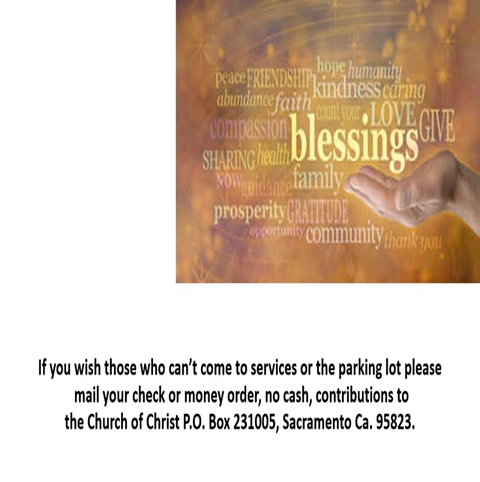 hope humanity
peace FRIENDSHIP kindness caring
abundance faith count your LOVE GIVE
compassion blessings
SHARING health
NOW guidance family
prosperity GRATITUDE
opportunity community thank you
If you wish those who can't come to services or the parking lot please
mail your check or money order, no cash, contributions to
the Church of Christ P.O. Box 231005, Sacramento Ca. 95823.